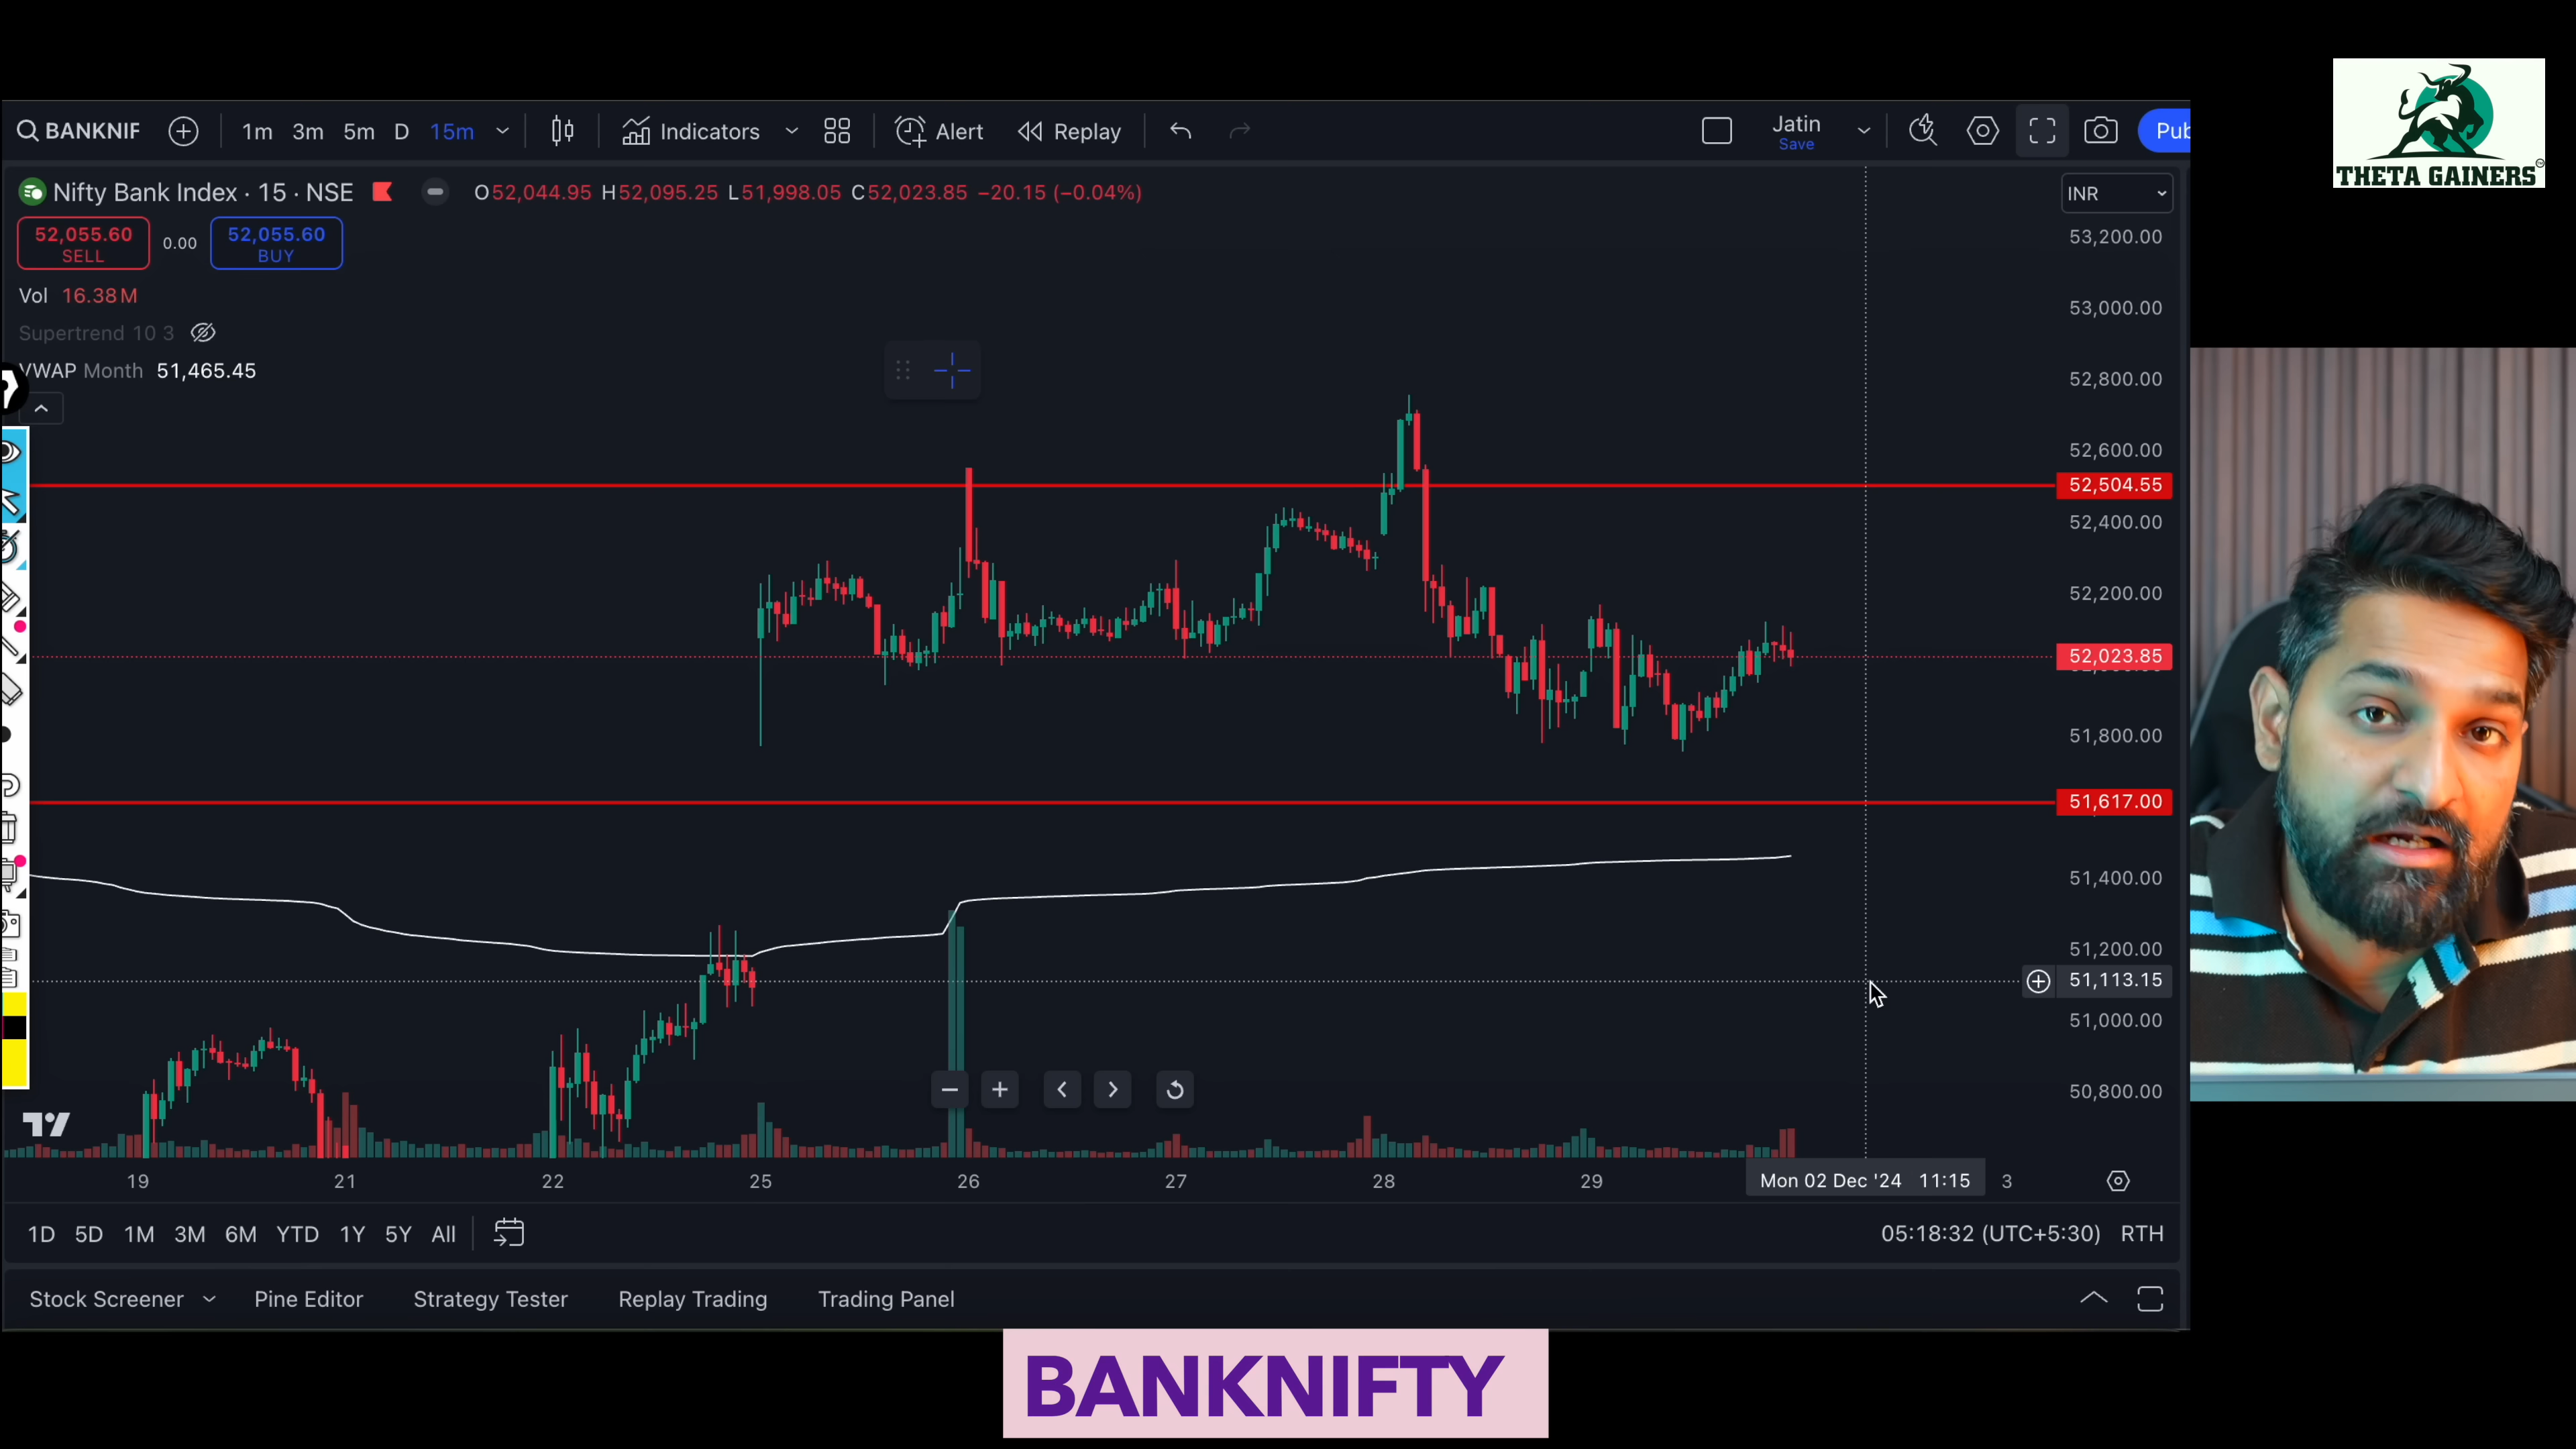 THETA GAINERS
BANKNIF 1m 3m 5m D 15m Indicators Alert Replay Jatin
Save
Nifty Bank Index · 15 · NSE O52,044.95 H52,095.25 L51,998.05 C52,023.85 −20.15 (−0.04%) INR
52,055.60 0.00 52,055.60
SELL BUY
Vol 16.38M
Supertrend 10 3
VWAP Month 51,465.45
53,200.00
53,000.00
52,800.00
52,600.00
52,504.55
52,400.00
52,200.00
52,023.85
51,800.00
51,617.00
51,400.00
51,200.00
51,113.15
51,000.00
50,800.00
19 21 22 25 26 27 28 29 Mon 02 Dec '24 11:15 3
1D 5D 1M 3M 6M YTD 1Y 5Y All 05:18:32 (UTC+5:30) RTH
Stock Screener Pine Editor Strategy Tester Replay Trading Trading Panel
BANKNIFTY